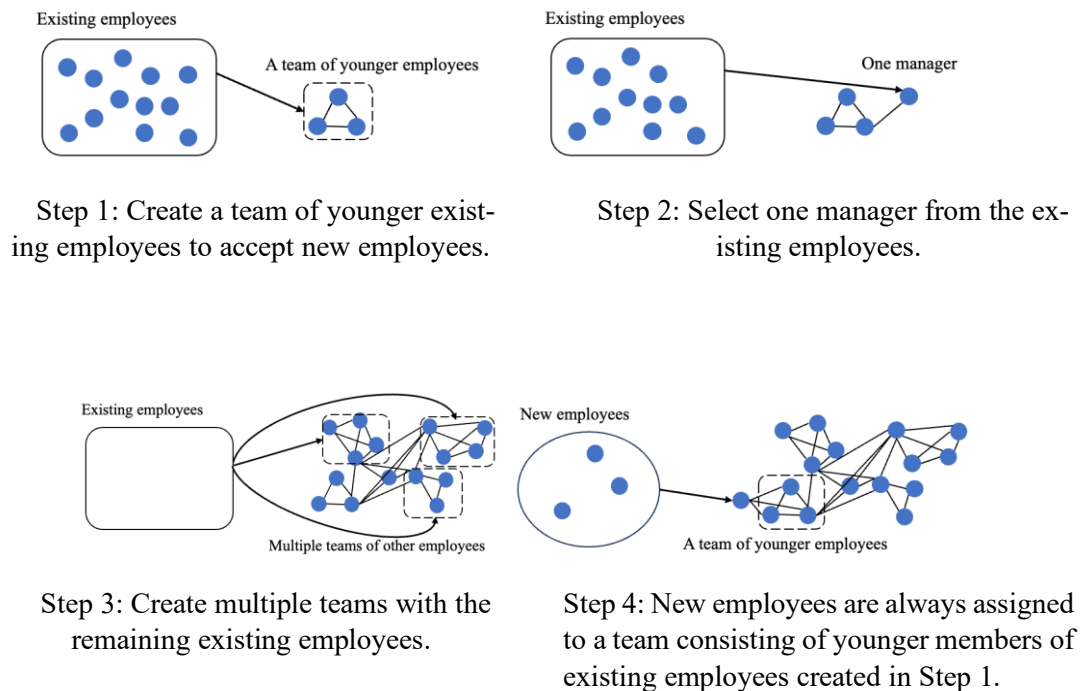 Existing employees
A team of younger employees
Step 1: Create a team of younger exist-
ing employees to accept new employees.
Existing employees
One manager
Step 2: Select one manager from the ex-
isting employees.
Existing employees
Multiple teams of other employees
Step 3: Create multiple teams with the
remaining existing employees.
New employees
A team of younger employees
Step 4: New employees are always assigned
to a team consisting of younger members of
existing employees created in Step 1.